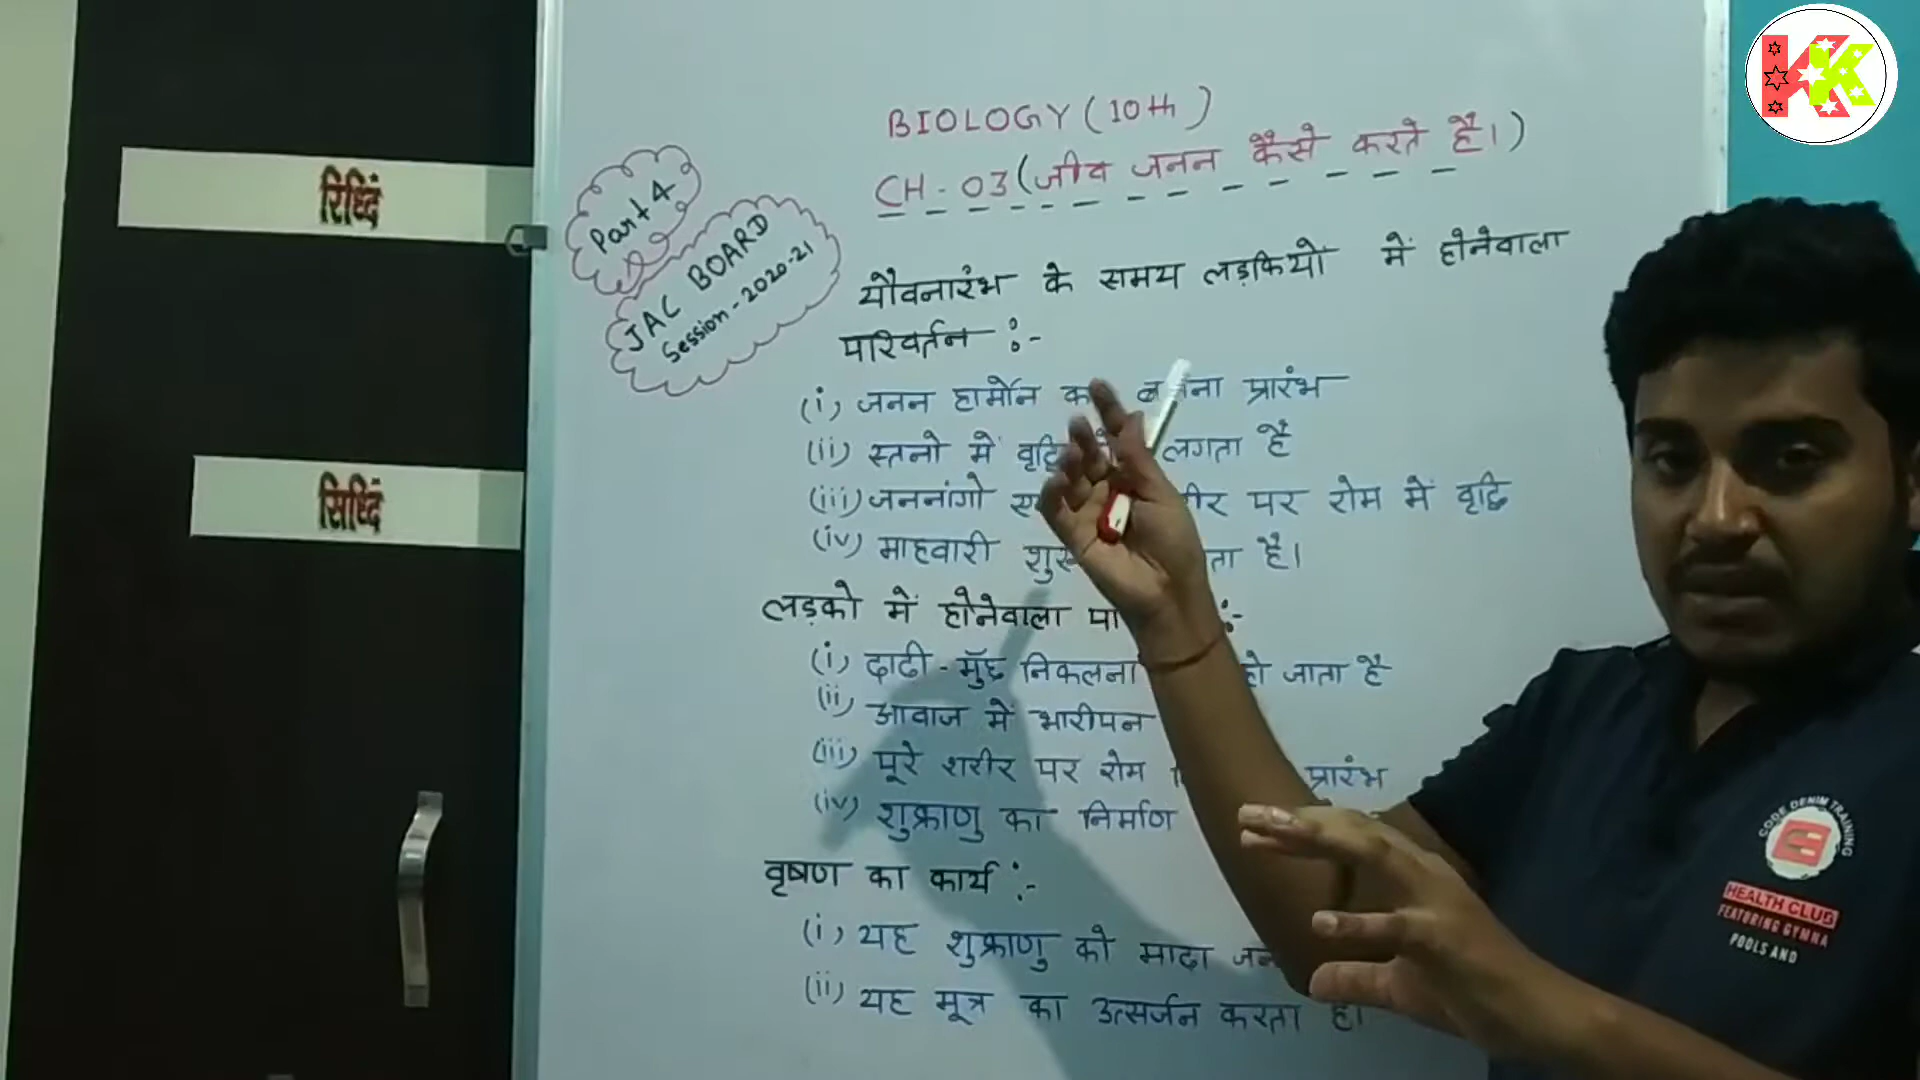 KK
रिध्दिं
सिध्दिं
Part 4
JAC BOARD
Session - 2020-21
BIOLOGY (10th)
CH - 03 (जीव जनन कैसे करते है।)
यौवनारंभ के समय लड़कियों में होनेवाला
परिवर्तन :-
(i) जनन हार्मोन प्रारंभ
(ii) स्तनो में लगता है
(iii) जननांगो पर रोम में वृद्धि
(iv) माहवारी है।
लड़को में होनेवाला :-
(i) दाढी - मुँछ निकलना हो जाता है
(ii) आवाज में भारीपन
(iii) पूरे शरीर पर रोम प्रारंभ
(iv) शुक्राणु का निर्माण
वृषण का कार्य :-
(i) यह शुक्राणु को मादा
(ii) यह मूत्र का उत्सर्जन करता है।
CODE DENIM TRAINING
HEALTH CLUB
FEATURING GYMNA
POOLS AND